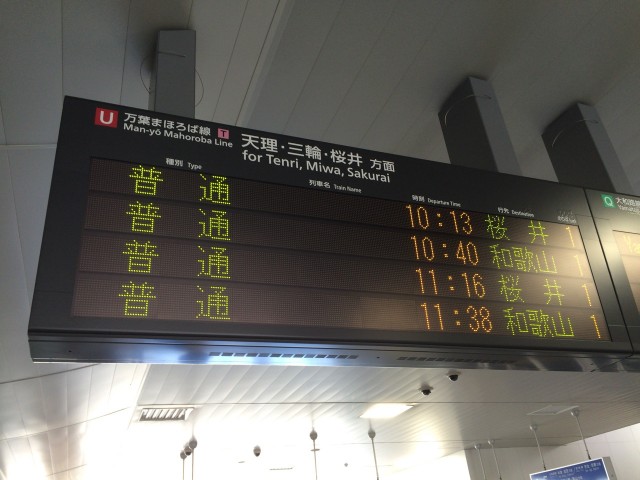 U 万葉まほろば線 T 天理・三輪・桜井 方面
Man-yō Mahoroba Line for Tenri, Miwa, Sakurai
種別 Type 列車名 Train Name 時刻 Departure Time 行先 Destination
普通 10:13 桜井 1
普通 10:40 和歌山 1
普通 11:16 桜井 1
普通 11:38 和歌山 1
Q